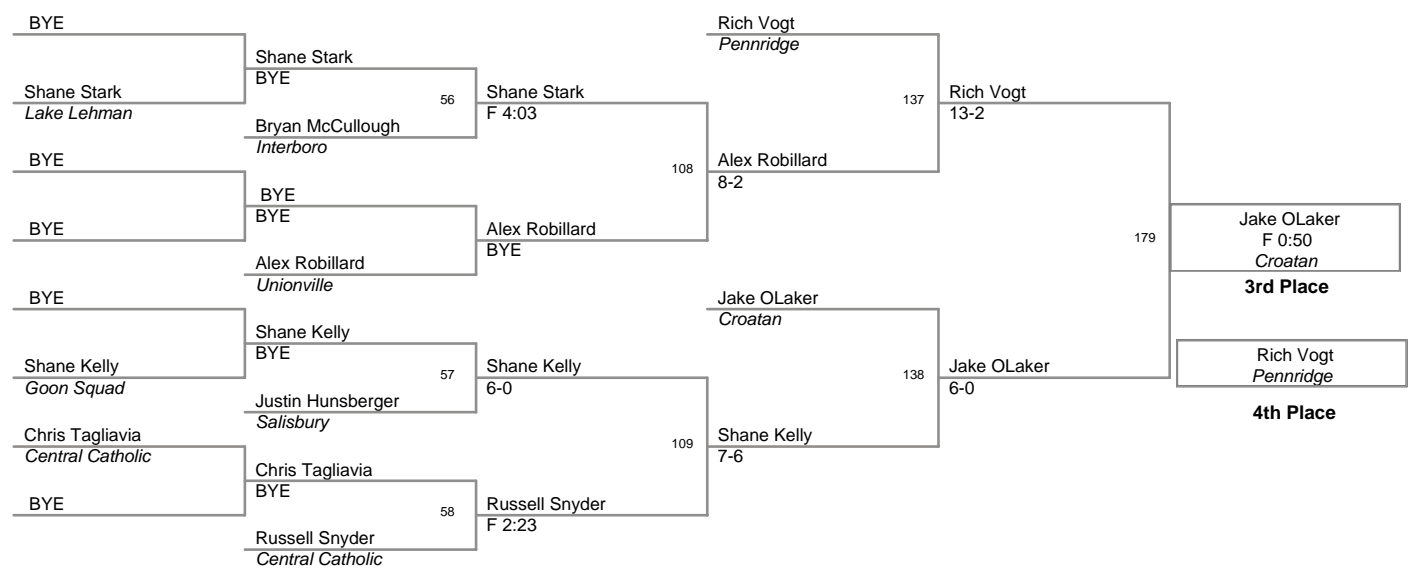 BYE
Shane Stark
BYE
Shane Stark
Lake Lehman
56
Shane Stark
F 4:03
Bryan McCullough
Interboro
BYE
BYE
BYE
BYE
Alex Robillard
BYE
Alex Robillard
Unionville
108
Alex Robillard
8-2
Rich Vogt
Pennridge
137
Rich Vogt
13-2
BYE
Shane Kelly
BYE
Shane Kelly
Goon Squad
57
Shane Kelly
6-0
Justin Hunsberger
Salisbury
Chris Tagliavia
Central Catholic
Chris Tagliavia
BYE
BYE
58
Russell Snyder
F 2:23
Russell Snyder
Central Catholic
109
Shane Kelly
7-6
Jake OLaker
Croatan
138
Jake OLaker
6-0
179
Jake OLaker
F 0:50
Croatan
3rd Place
Rich Vogt
Pennridge
4th Place